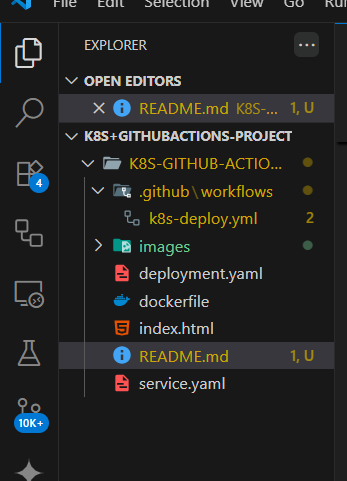 File Edit Selection View Go Run
EXPLORER
OPEN EDITORS
README.md K8S-... 1, U
K8S+GITHUBACTIONS-PROJECT
K8S-GITHUB-ACTIO...
4
.github\workflows
k8s-deploy.yml 2
images
deployment.yaml
dockerfile
index.html
README.md 1, U
service.yaml
10K+